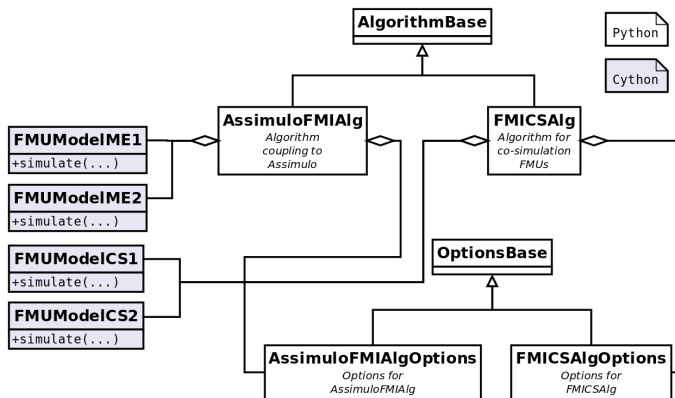 AlgorithmBase
Python
Cython
AssimuloFMIAlg
Algorithm
coupling to
Assimulo
FMICSAlg
Algorithm for
co-simulation
FMUs
FMUModelME1
+simulate(...)
FMUModelME2
+simulate(...)
FMUModelCS1
+simulate(...)
FMUModelCS2
+simulate(...)
OptionsBase
AssimuloFMIAlgOptions
Options for
AssimuloFMIAlg
FMICSAlgOptions
Options for
FMICSAlg